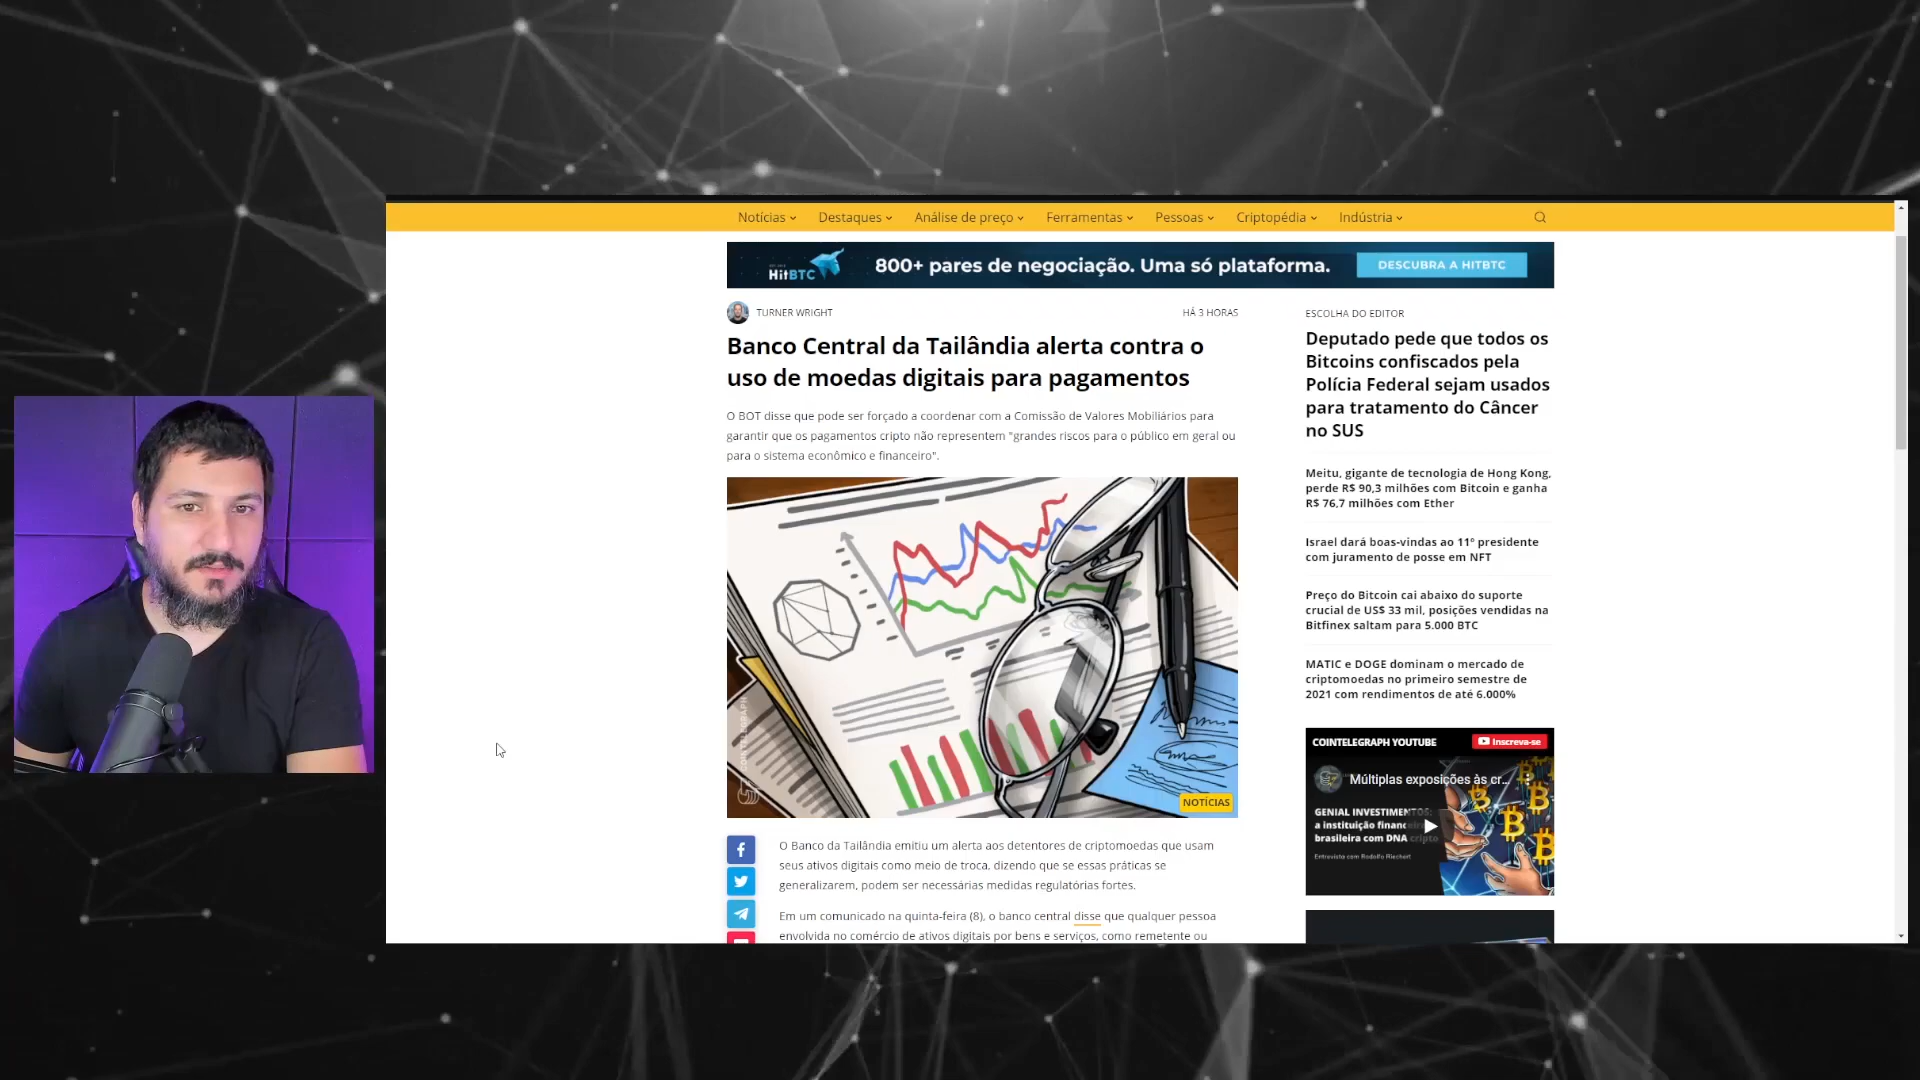 Notícias
Destaques
Análise de preço
Ferramentas
Pessoas
Criptopédia
Indústria
HitBTC
800+ pares de negociação. Uma só plataforma.
DESCUBRA A HITBTC
TURNER WRIGHT
HÁ 3 HORAS
Banco Central da Tailândia alerta contra o
uso de moedas digitais para pagamentos
O BOT disse que pode ser forçado a coordenar com a Comissão de Valores Mobiliários para
garantir que os pagamentos cripto não representem "grandes riscos para o público em geral ou
para o sistema econômico e financeiro".
COINTELEGRAPH
NOTÍCIAS
O Banco da Tailândia emitiu um alerta aos detentores de criptomoedas que usam
seus ativos digitais como meio de troca, dizendo que se essas práticas se
generalizarem, podem ser necessárias medidas regulatórias fortes.
Em um comunicado na quinta-feira (8), o banco central disse que qualquer pessoa
envolvida no comércio de ativos digitais por bens e serviços, como remetente ou
ESCOLHA DO EDITOR
Deputado pede que todos os
Bitcoins confiscados pela
Polícia Federal sejam usados
para tratamento do Câncer
no SUS
Meitu, gigante de tecnologia de Hong Kong,
perde R$ 90,3 milhões com Bitcoin e ganha
R$ 76,7 milhões com Ether
Israel dará boas-vindas ao 11º presidente
com juramento de posse em NFT
Preço do Bitcoin cai abaixo do suporte
crucial de US$ 33 mil, posições vendidas na
Bitfinex saltam para 5.000 BTC
MATIC e DOGE dominam o mercado de
criptomoedas no primeiro semestre de
2021 com rendimentos de até 6.000%
COINTELEGRAPH YOUTUBE
Inscreva-se
Múltiplas exposições às cr...
GENIAL INVESTIMENTOS:
a instituição financeira
brasileira com DNA cripto
Entrevista com Rodolfo Riechert